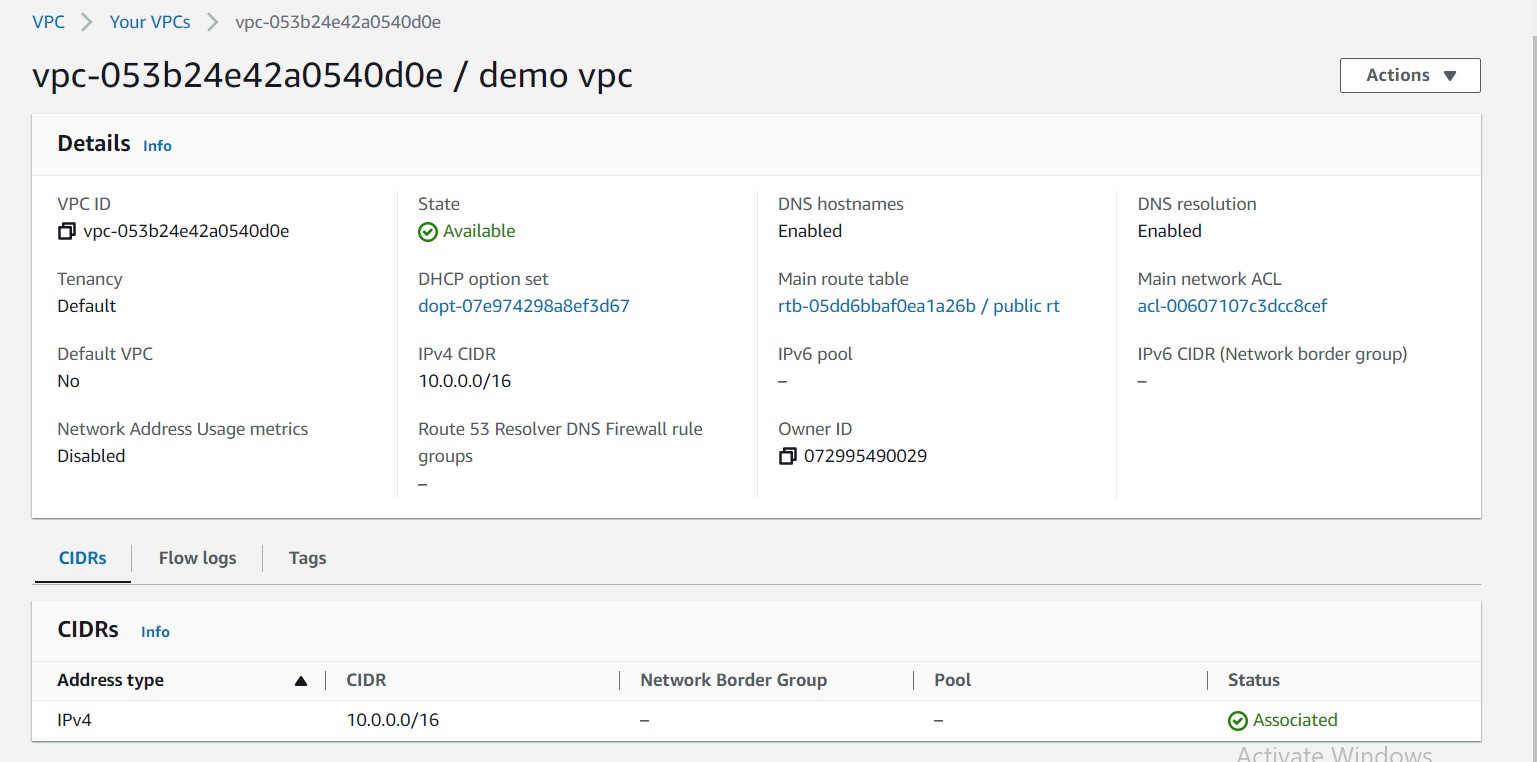 VPC > Your VPCs > vpc-053b24e42a0540d0e
vpc-053b24e42a0540d0e / demo vpc
Actions ▼
Details Info
VPC ID
vpc-053b24e42a0540d0e
State
Available
DNS hostnames
Enabled
DNS resolution
Enabled
Tenancy
Default
DHCP option set
dopt-07e974298a8ef3d67
Main route table
rtb-05dd6bbaf0ea1a26b / public rt
Main network ACL
acl-00607107c3dcc8cef
Default VPC
No
IPv4 CIDR
10.0.0.0/16
IPv6 pool
–
IPv6 CIDR (Network border group)
–
Network Address Usage metrics
Disabled
Route 53 Resolver DNS Firewall rule
groups
–
Owner ID
072995490029
CIDRs Flow logs Tags
CIDRs Info
Address type ▲ CIDR Network Border Group Pool Status
IPv4 10.0.0.0/16 – – Associated
Activate Windows